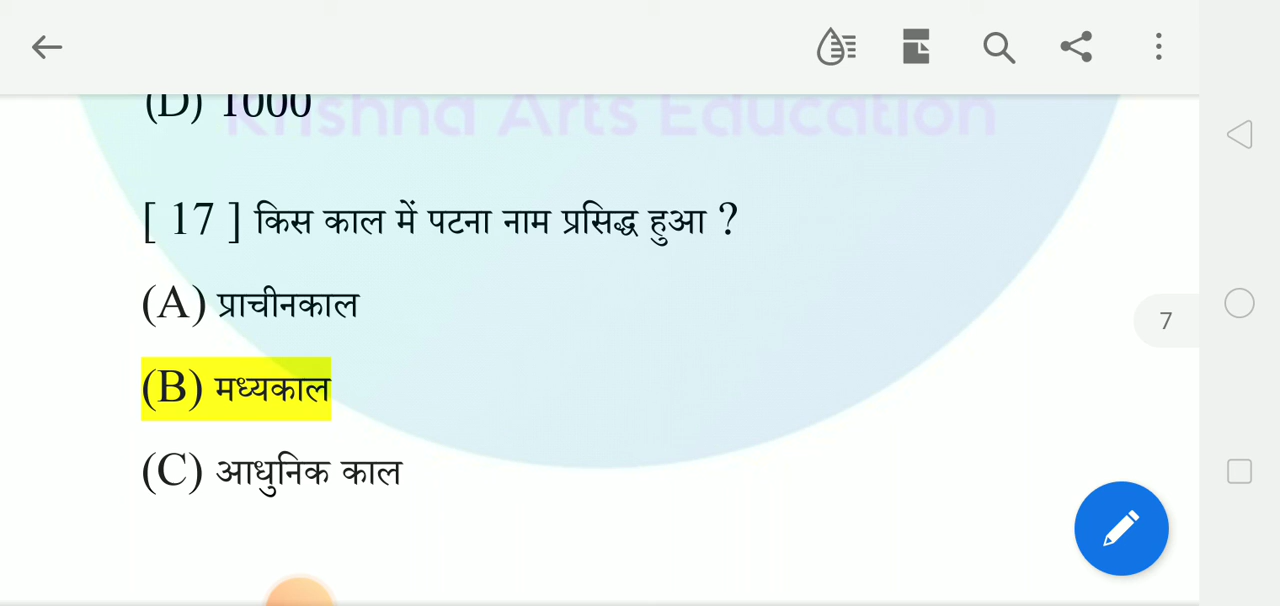 (D) 1000
Krishna Arts Education
[ 17 ] किस काल में पटना नाम प्रसिद्ध हुआ ?
(A) प्राचीनकाल
7
(B) मध्यकाल
(C) आधुनिक काल